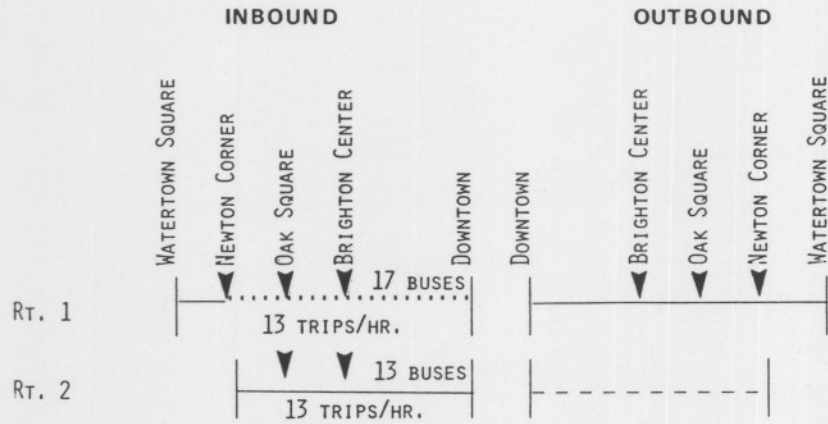 INBOUND
OUTBOUND
WATERTOWN SQUARE
NEWTON CORNER
OAK SQUARE
BRIGHTON CENTER
DOWNTOWN
DOWNTOWN
BRIGHTON CENTER
OAK SQUARE
NEWTON CORNER
WATERTOWN SQUARE
RT. 1
17 BUSES
13 TRIPS/HR.
RT. 2
13 BUSES
13 TRIPS/HR.